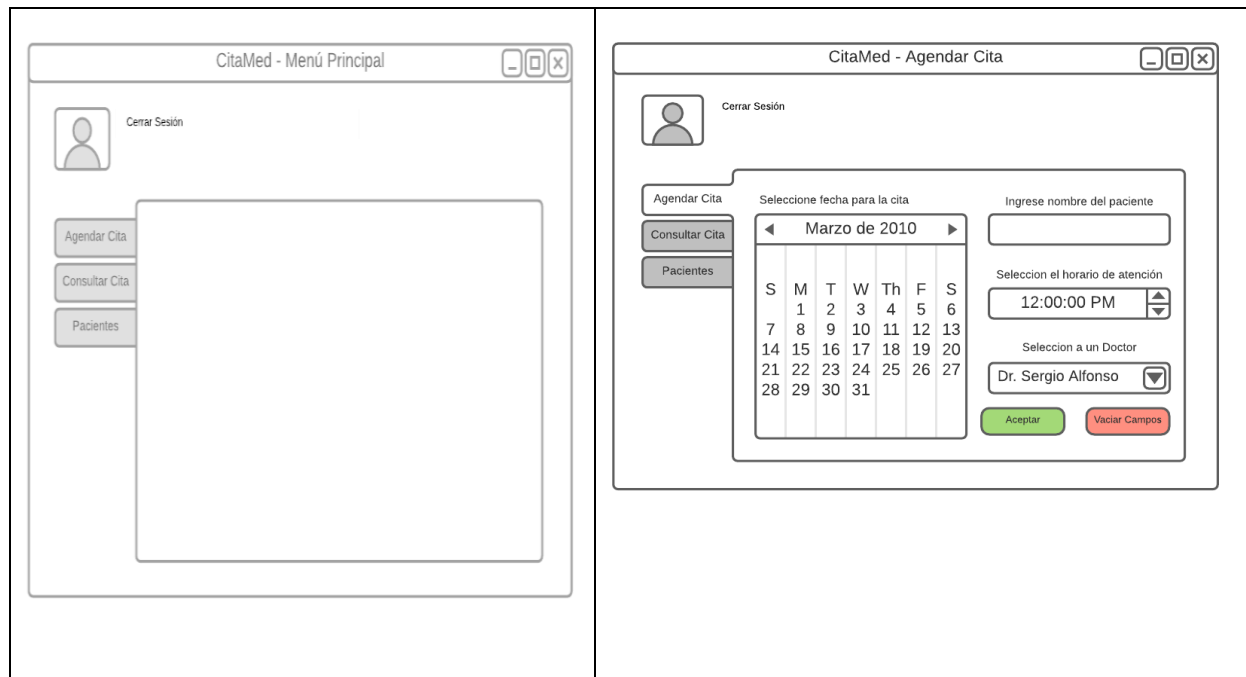 CitaMed - Menú Principal
Cerrar Sesión
Agendar Cita
Consultar Cita
Pacientes
CitaMed - Agendar Cita
Cerrar Sesión
Agendar Cita
Consultar Cita
Pacientes
Seleccione fecha para la cita
Marzo de 2010
S M T W Th F S
1 2 3 4 5 6
7 8 9 10 11 12 13
14 15 16 17 18 19 20
21 22 23 24 25 26 27
28 29 30 31
Ingrese nombre del paciente
Seleccion el horario de atención
12:00:00 PM
Seleccion a un Doctor
Dr. Sergio Alfonso
Aceptar
Vaciar Campos